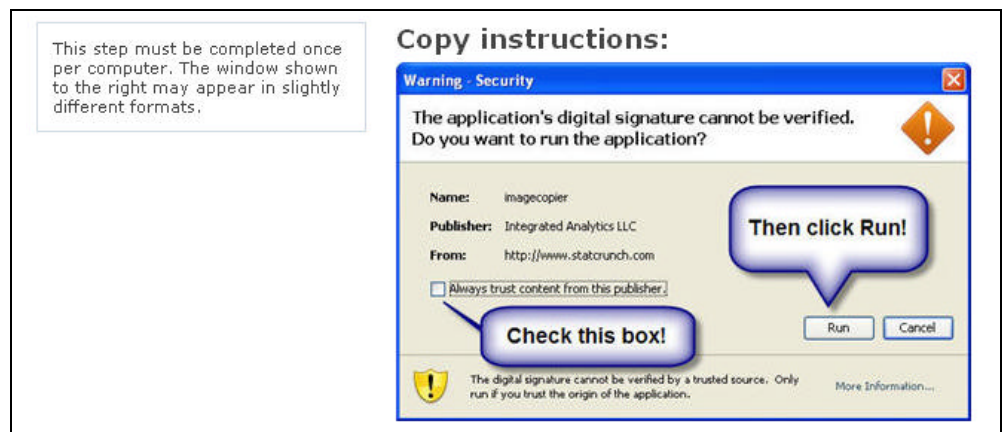 This step must be completed once
per computer. The window shown
to the right may appear in slightly
different formats.
Copy instructions:
Warning - Security
The application's digital signature cannot be verified.
Do you want to run the application?
Name: imagecopier
Publisher: Integrated Analytics LLC
From: http://www.statcrunch.com
Then click Run!
Always trust content from this publisher.
Check this box!
Run Cancel
The digital signature cannot be verified by a trusted source. Only
run if you trust the origin of the application.
More Information...